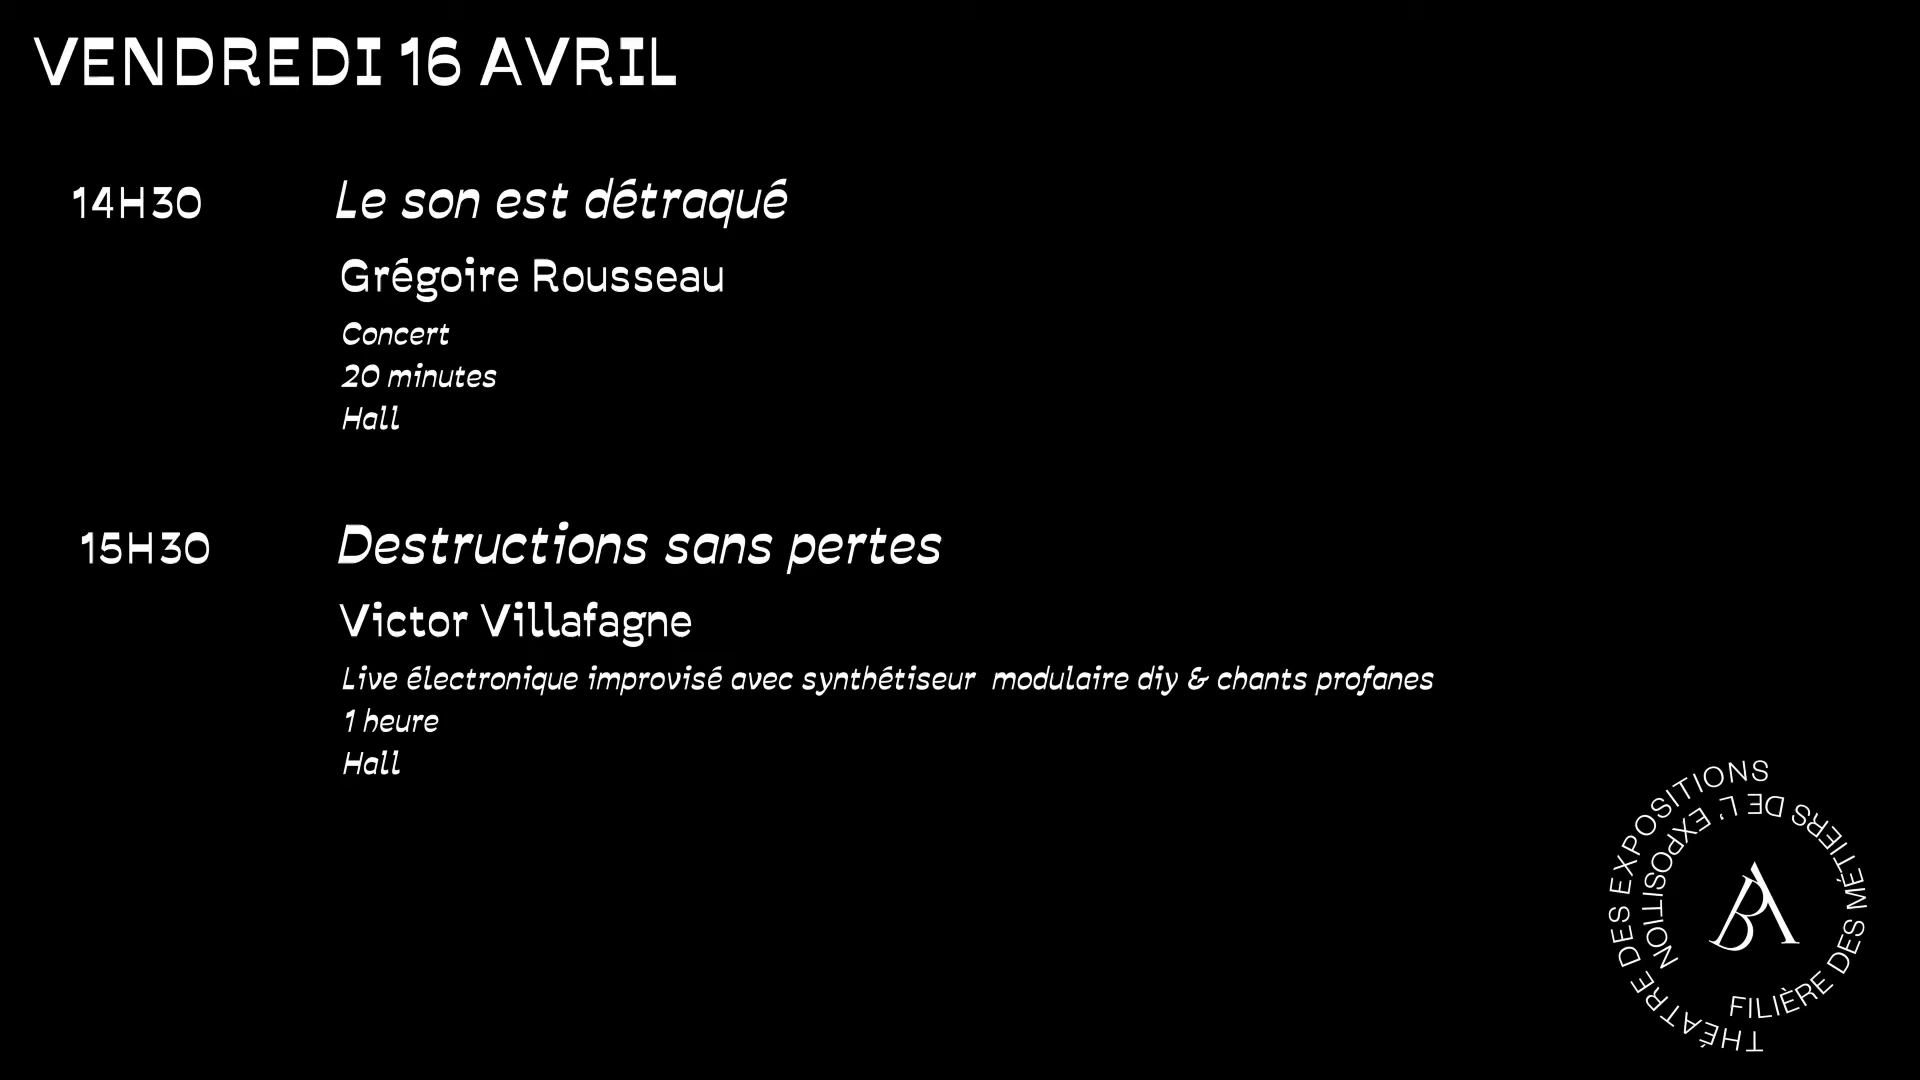 VENDREDI 16 AVRIL
14H30
Le son est détraqué
Grégoire Rousseau
Concert
20 minutes
Hall
15H30
Destructions sans pertes
Victor Villafagne
Live électronique improvisé avec synthétiseur  modulaire diy & chants profanes
1 heure
Hall
THÉATRE DES EXPOSITIONS
FILIÈRE DES MÉTIERS DE L'EXPOSITION
BA